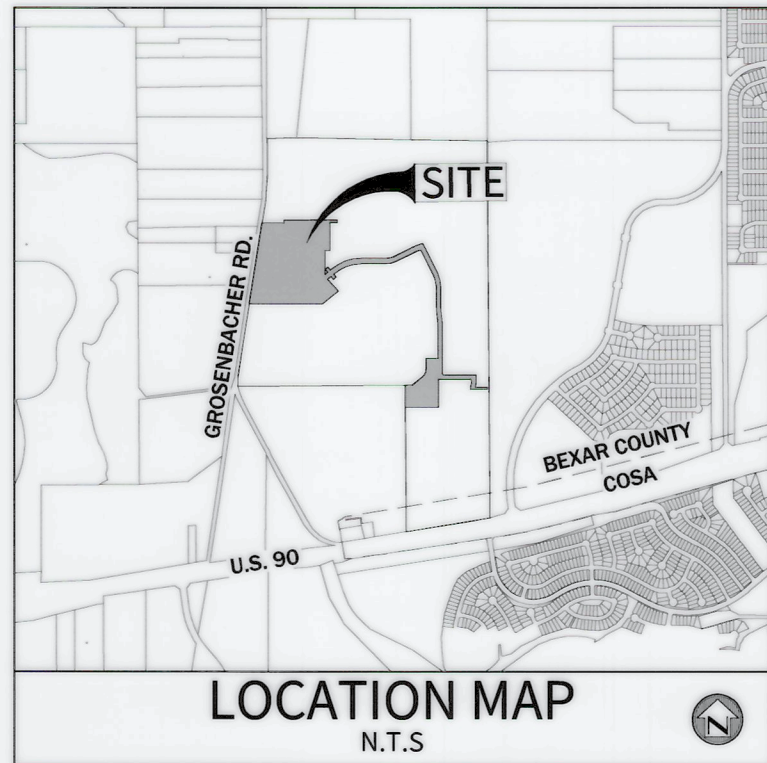 SITE
GROSENBACHER RD.
BEXAR COUNTY
COSA
U.S. 90
LOCATION MAP
N.T.S
N